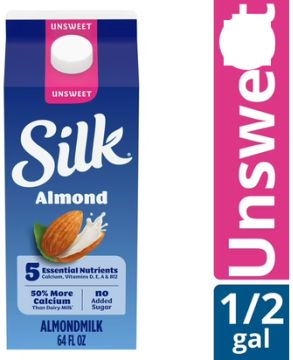 UNSWEET
UNSWEET
Silk
Almond
5 Essential Nutrients
Calcium, Vitamins D, E, A & B12
50% More
Calcium
Than Dairy Milk
no
Added
Sugar
ALMONDMILK
64 FL OZ
1/2
gal